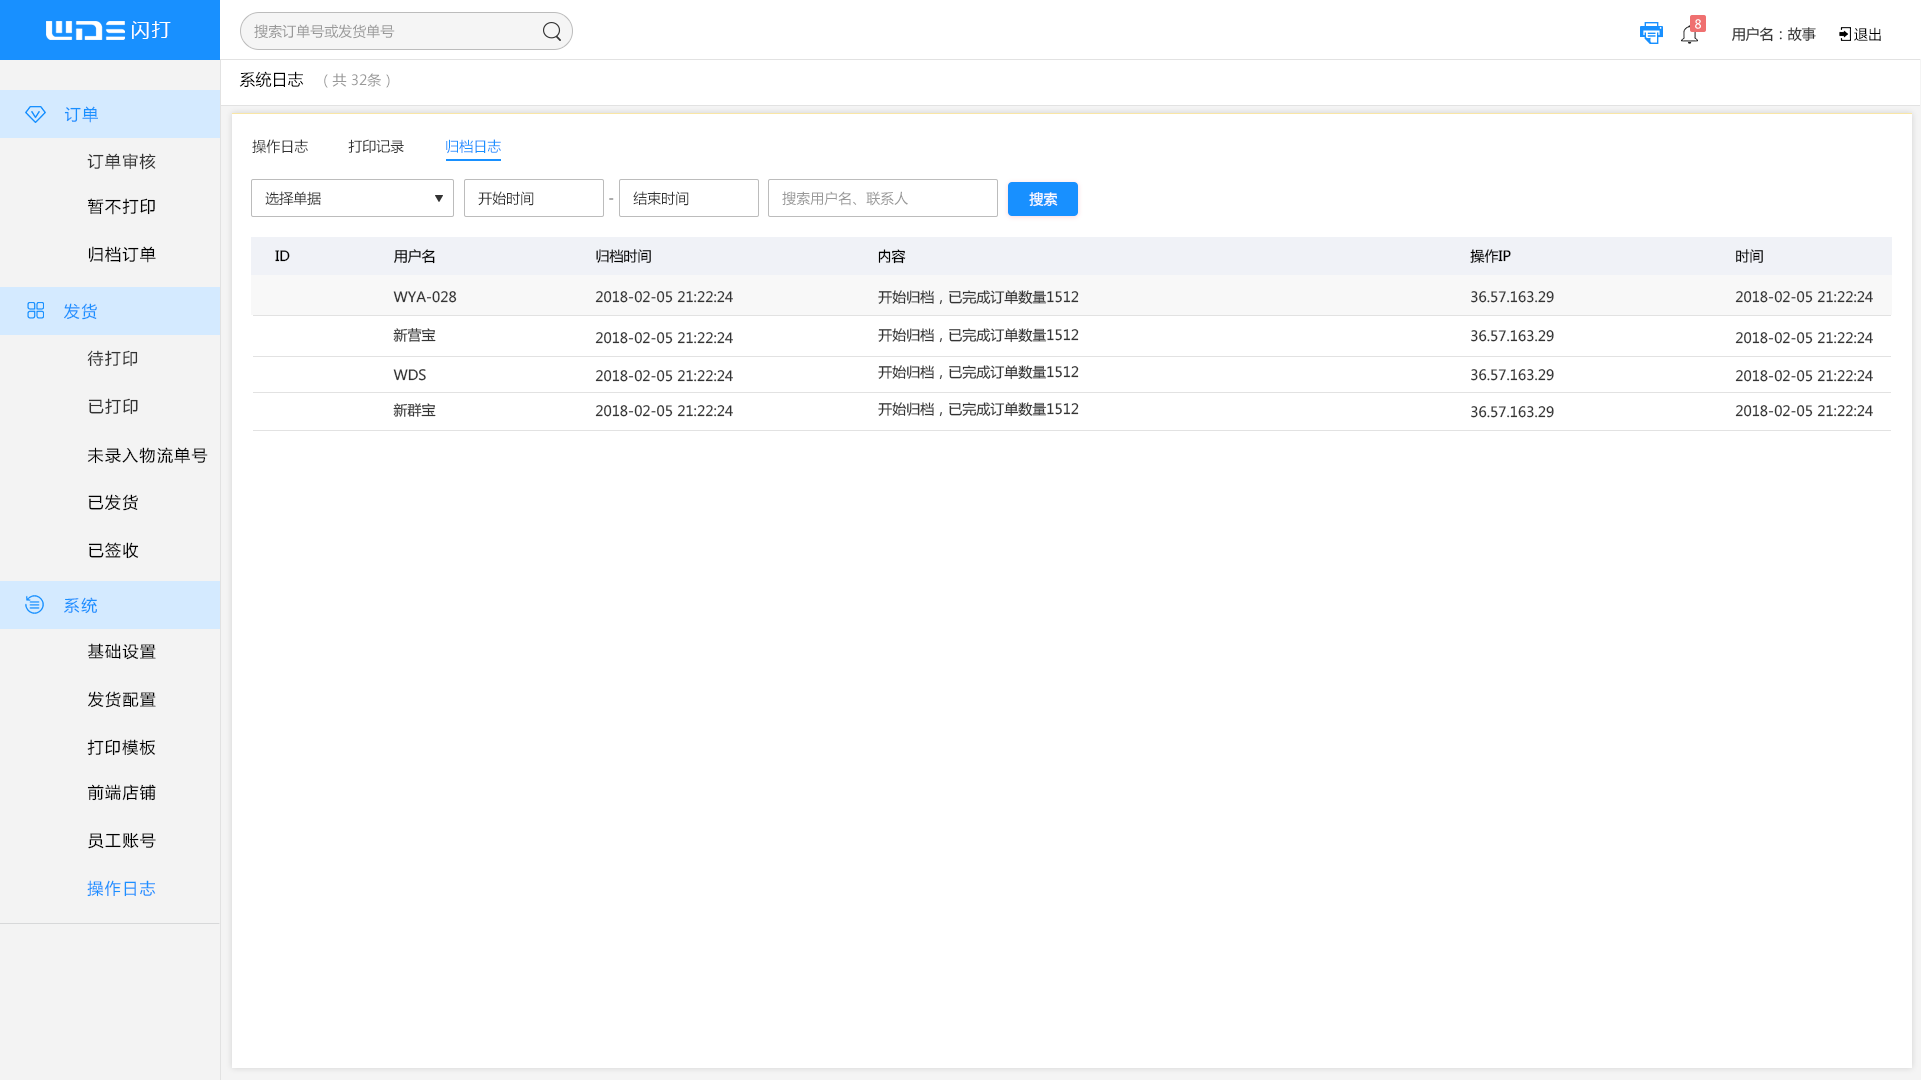 WDS 闪打
搜索订单号或发货单号
8
用户名：故事
退出
系统日志 （ 共 32条 ）
订单
订单审核
暂不打印
归档订单
发货
待打印
已打印
未录入物流单号
已发货
已签收
系统
基础设置
发货配置
打印模板
前端店铺
员工账号
操作日志
操作日志 打印记录 归档日志
选择单据 ▼ 开始时间 - 结束时间 搜索用户名、联系人 搜索
ID 用户名 归档时间 内容 操作IP 时间
WYA-028 2018-02-05 21:22:24 开始归档，已完成订单数量1512 36.57.163.29 2018-02-05 21:22:24
新营宝 2018-02-05 21:22:24 开始归档，已完成订单数量1512 36.57.163.29 2018-02-05 21:22:24
WDS 2018-02-05 21:22:24 开始归档，已完成订单数量1512 36.57.163.29 2018-02-05 21:22:24
新群宝 2018-02-05 21:22:24 开始归档，已完成订单数量1512 36.57.163.29 2018-02-05 21:22:24